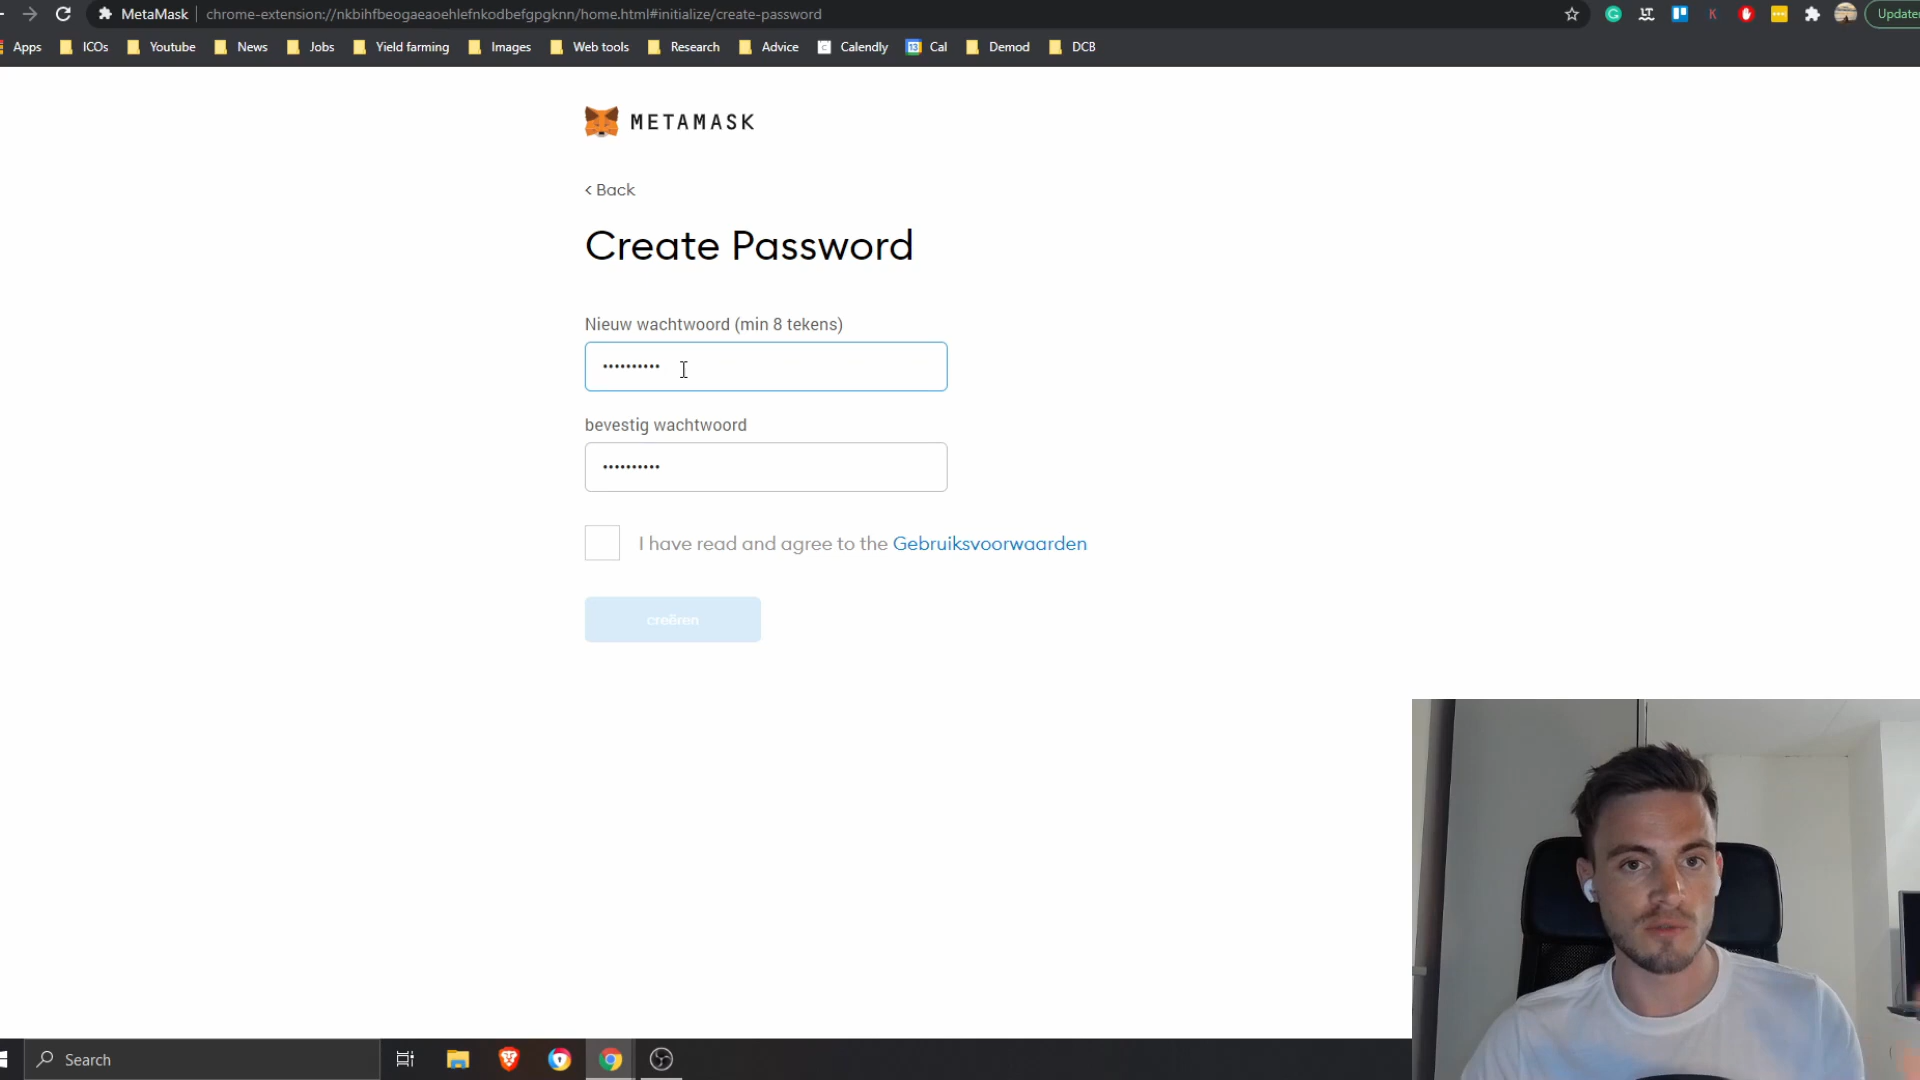 MetaMask chrome-extension://nkbihfbeogaeaoehlefnkodbefgpgknn/home.html#initialize/create-password Update
Apps ICOs Youtube News Jobs Yield farming Images Web tools Research Advice Calendly Cal Demod DCB
METAMASK
< Back
Create Password
Nieuw wachtwoord (min 8 tekens)
••••••••••
bevestig wachtwoord
••••••••••
I have read and agree to the Gebruiksvoorwaarden
creëren
Search